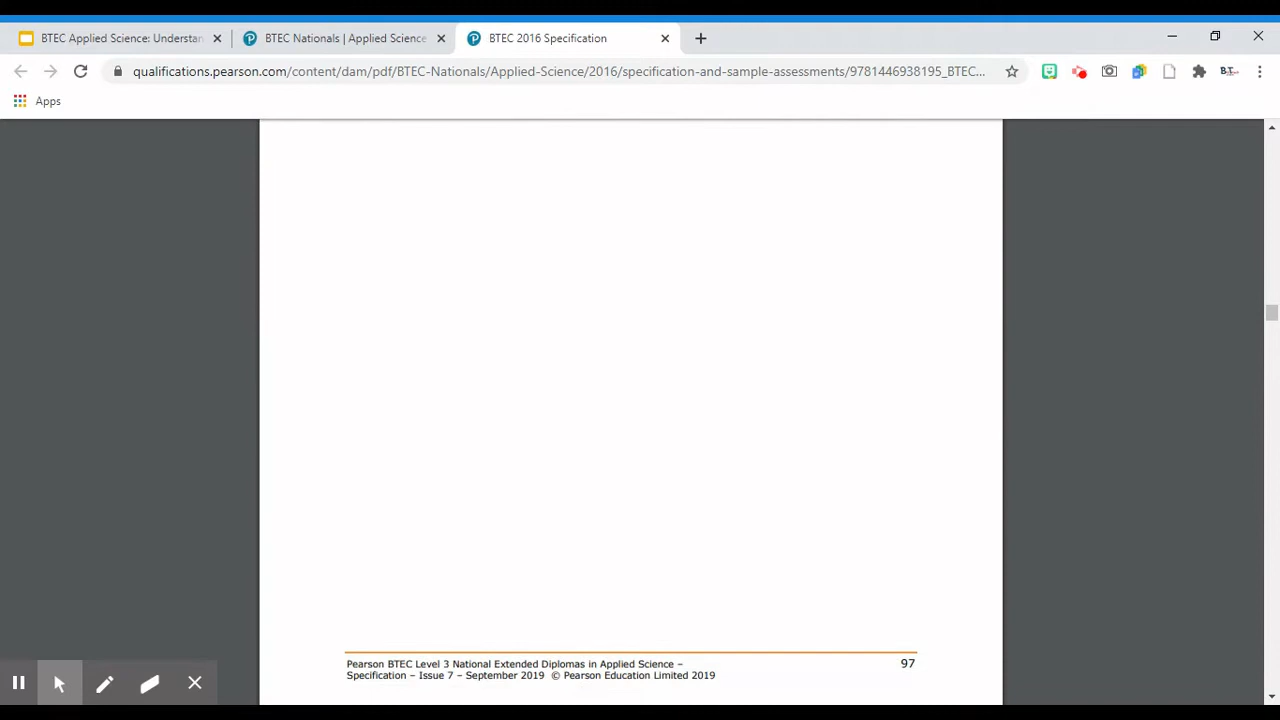 BTEC Applied Science: Understan
BTEC Nationals | Applied Science
BTEC 2016 Specification
qualifications.pearson.com/content/dam/pdf/BTEC-Nationals/Applied-Science/2016/specification-and-sample-assessments/9781446938195_BTEC...
Apps
Pearson BTEC Level 3 National Extended Diplomas in Applied Science –
Specification – Issue 7 – September 2019 © Pearson Education Limited 2019
97